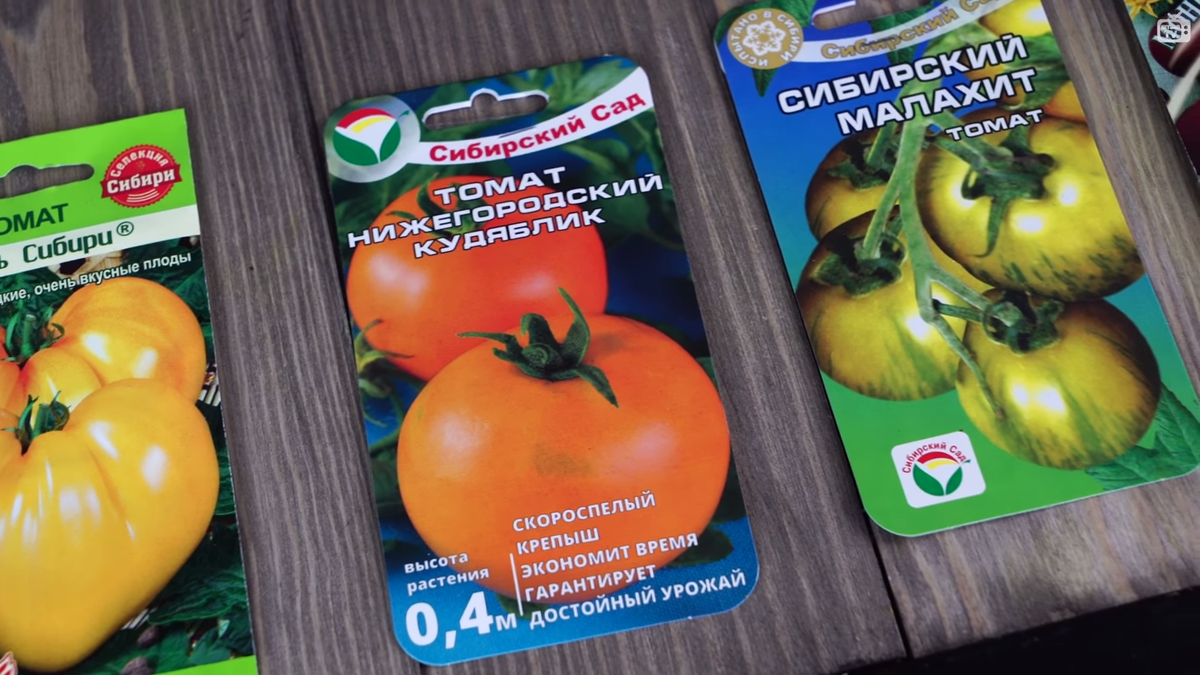 Селекция
Сибири
ОМАТ
Ь Сибири®
дкие, очень вкусные плоды
Сибирский Сад
ТОМАТ
НИЖЕГОРОДСКИЙ
КУДЯБЛИК
СКОРОСПЕЛЫЙ
КРЕПЫШ
ЭКОНОМИТ ВРЕМЯ
ГАРАНТИРУЕТ
ДОСТОЙНЫЙ УРОЖАЙ
высота
растения
0,4м
ИСПЫТАНО В СИБИРИ
Сибирский Са
СИБИРСКИЙ
МАЛАХИТ
ТОМАТ
Сибирский Сад